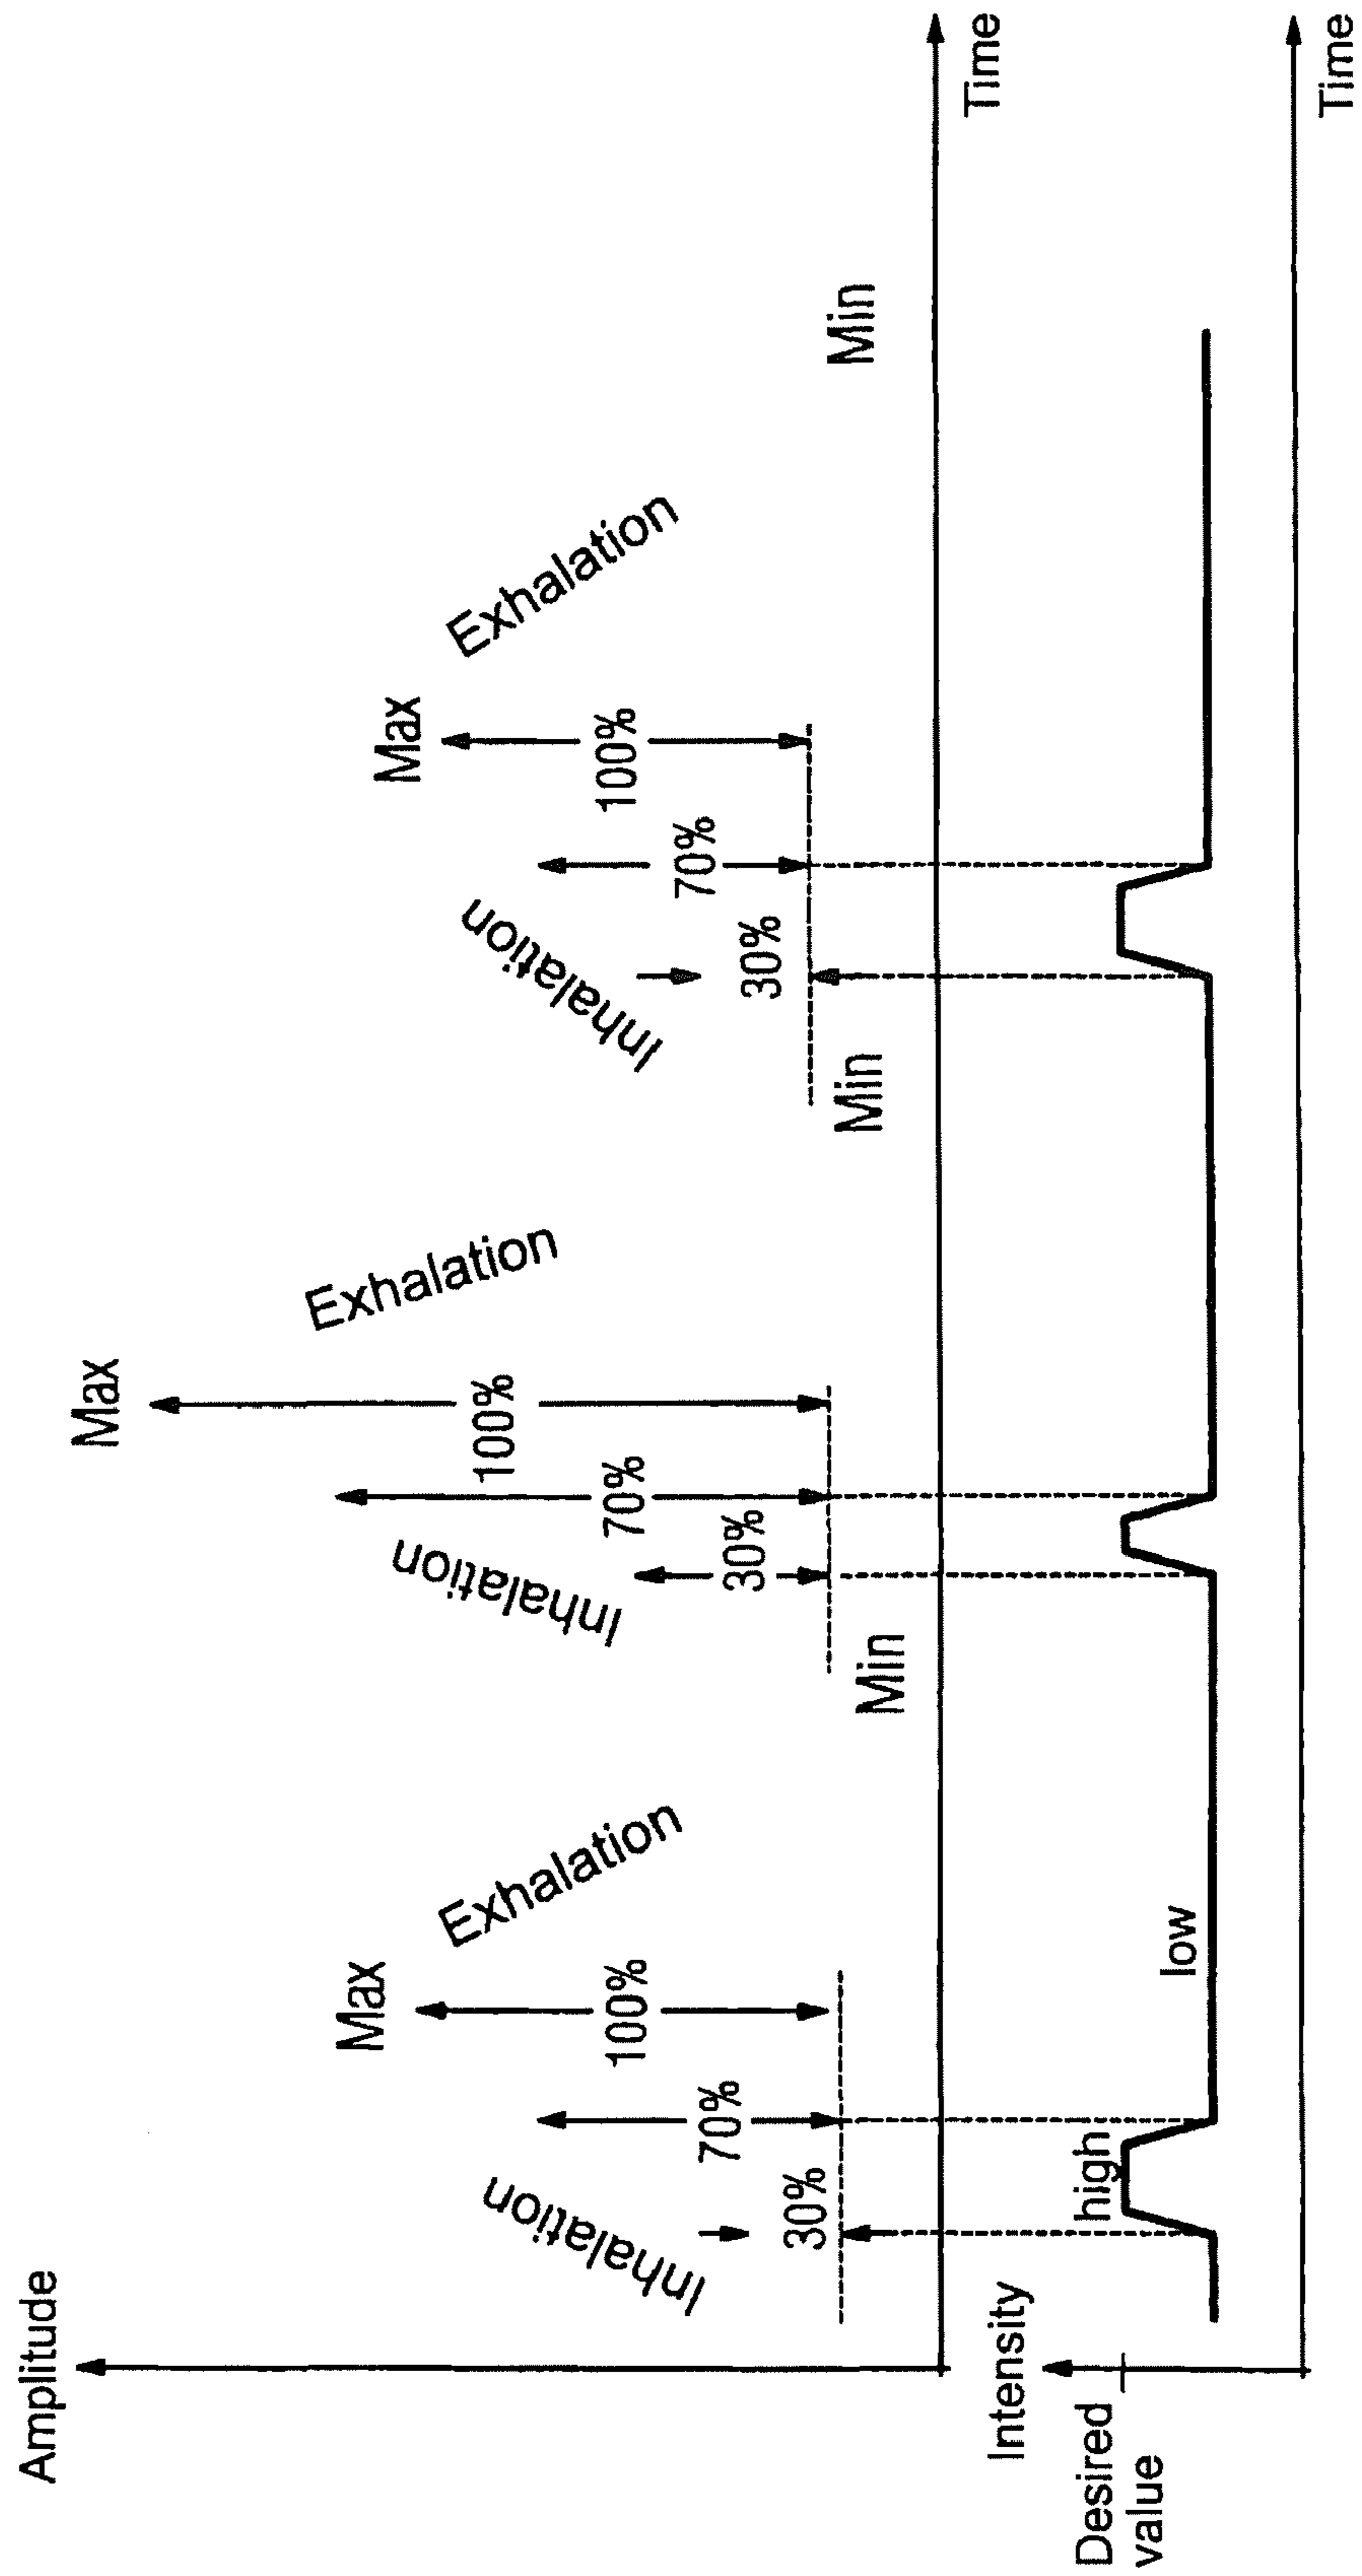 Amplitude
Max
Max
Max
Inhalation
Exhalation
Inhalation
Exhalation
Inhalation
Exhalation
30%
70%
100%
30%
70%
100%
30%
70%
100%
Min
Min
Min
Time
Intensity
Desired
value
high
low
Time